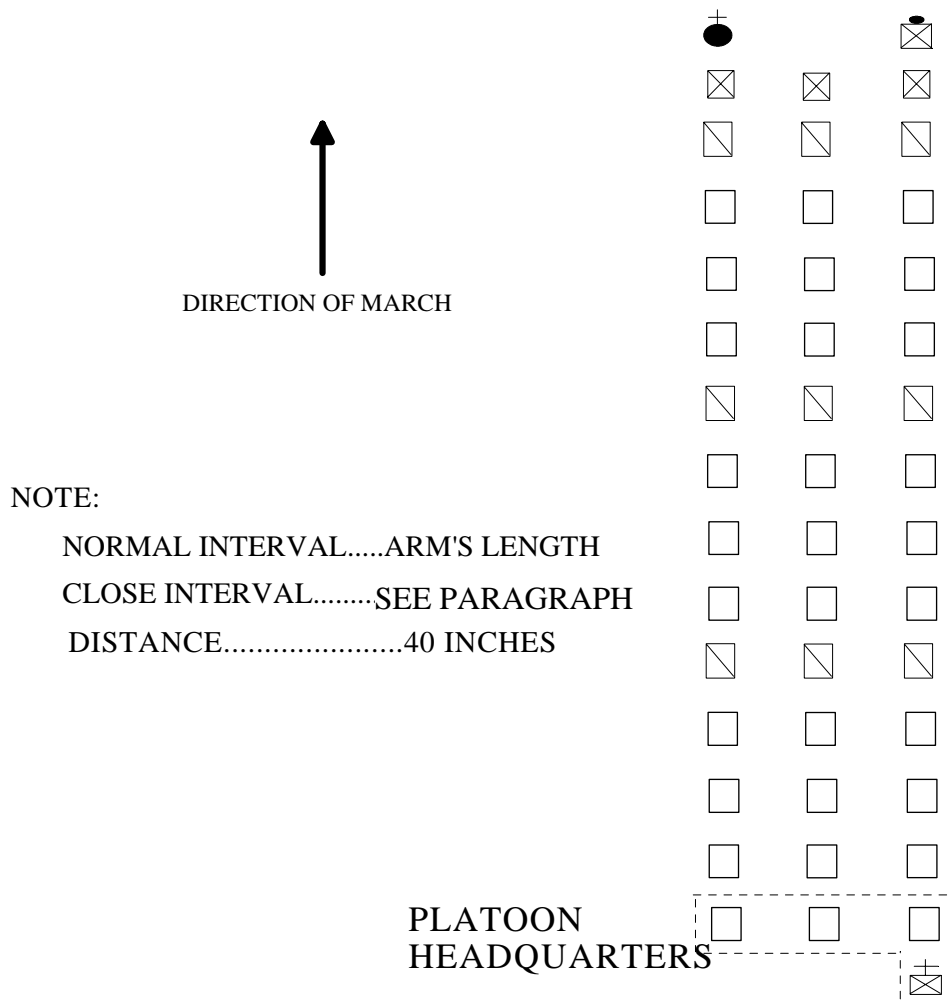 DIRECTION OF MARCH
NOTE:
NORMAL INTERVAL.....ARM'S LENGTH
CLOSE INTERVAL........SEE PARAGRAPH
DISTANCE......................40 INCHES
PLATOON
HEADQUARTERS